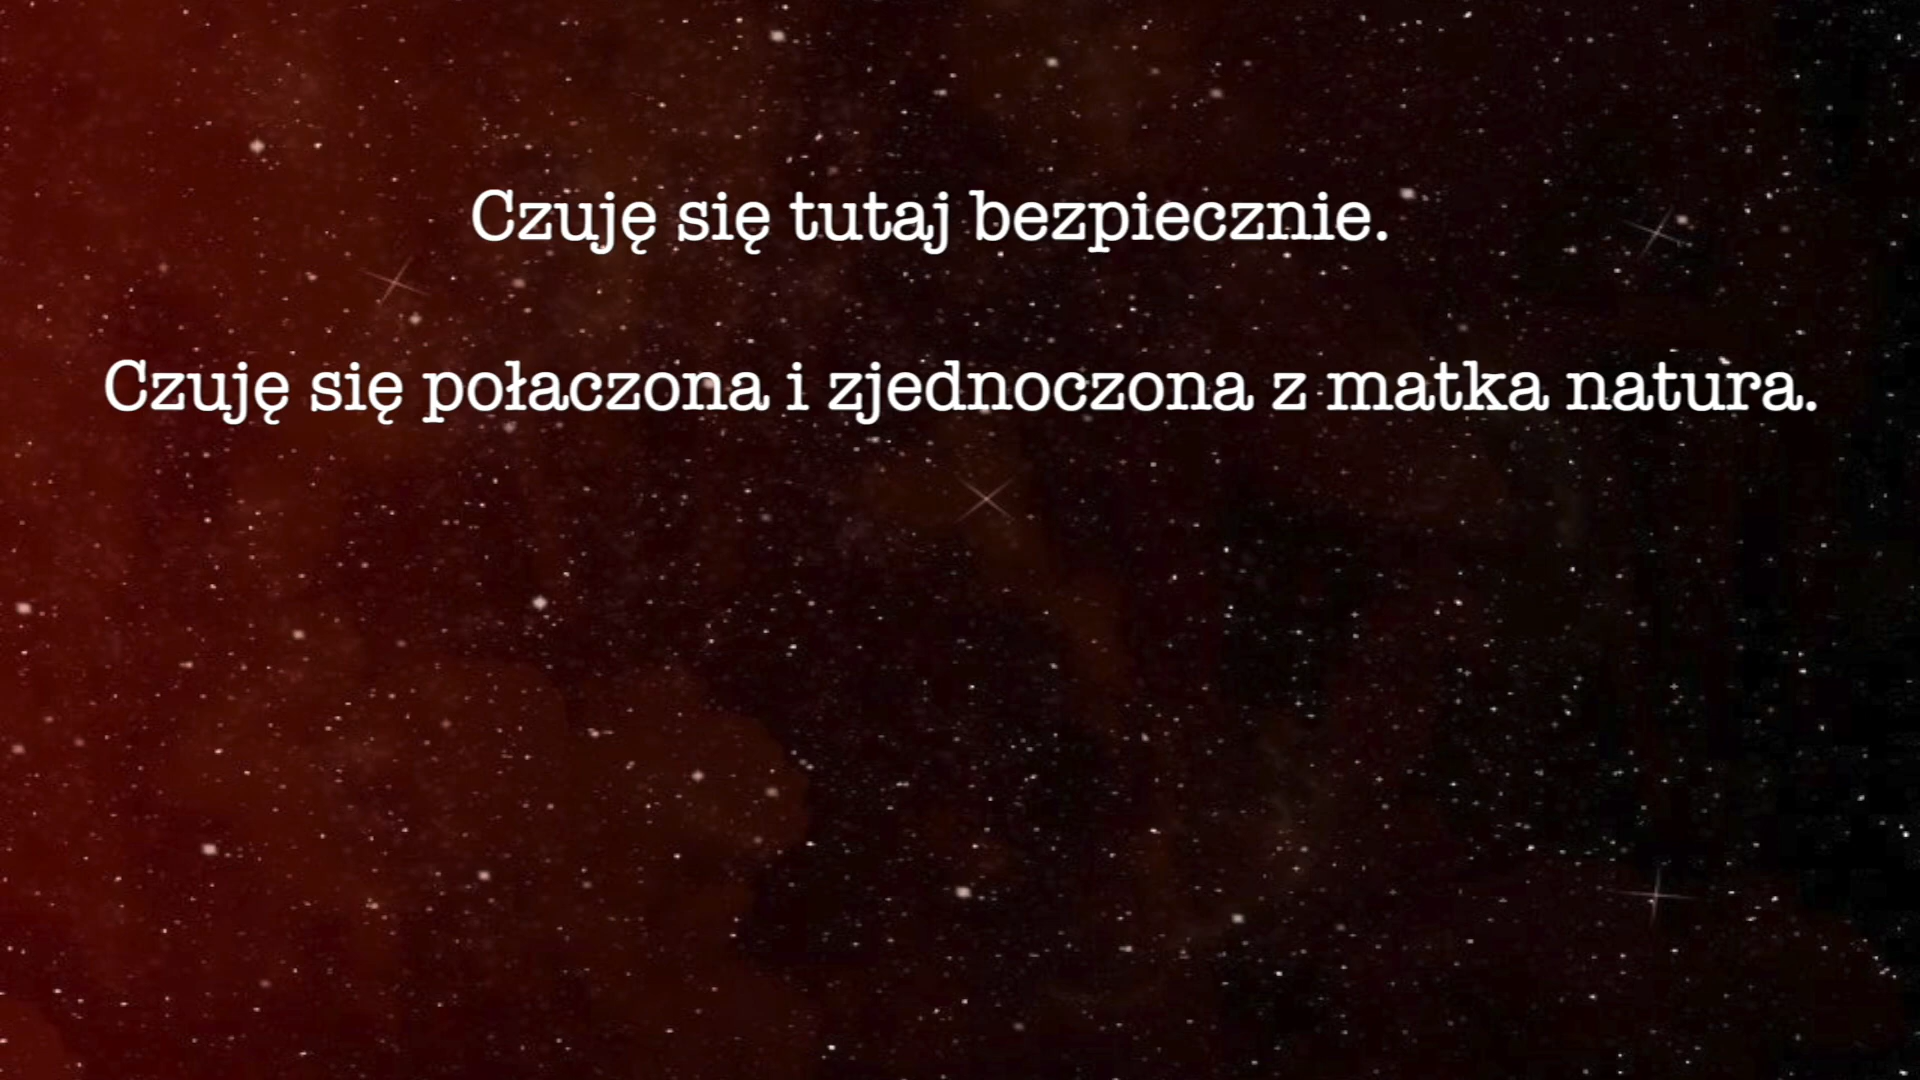 Czuję się tutaj bezpiecznie.
Czuję się połaczona i zjednoczona z matka natura.